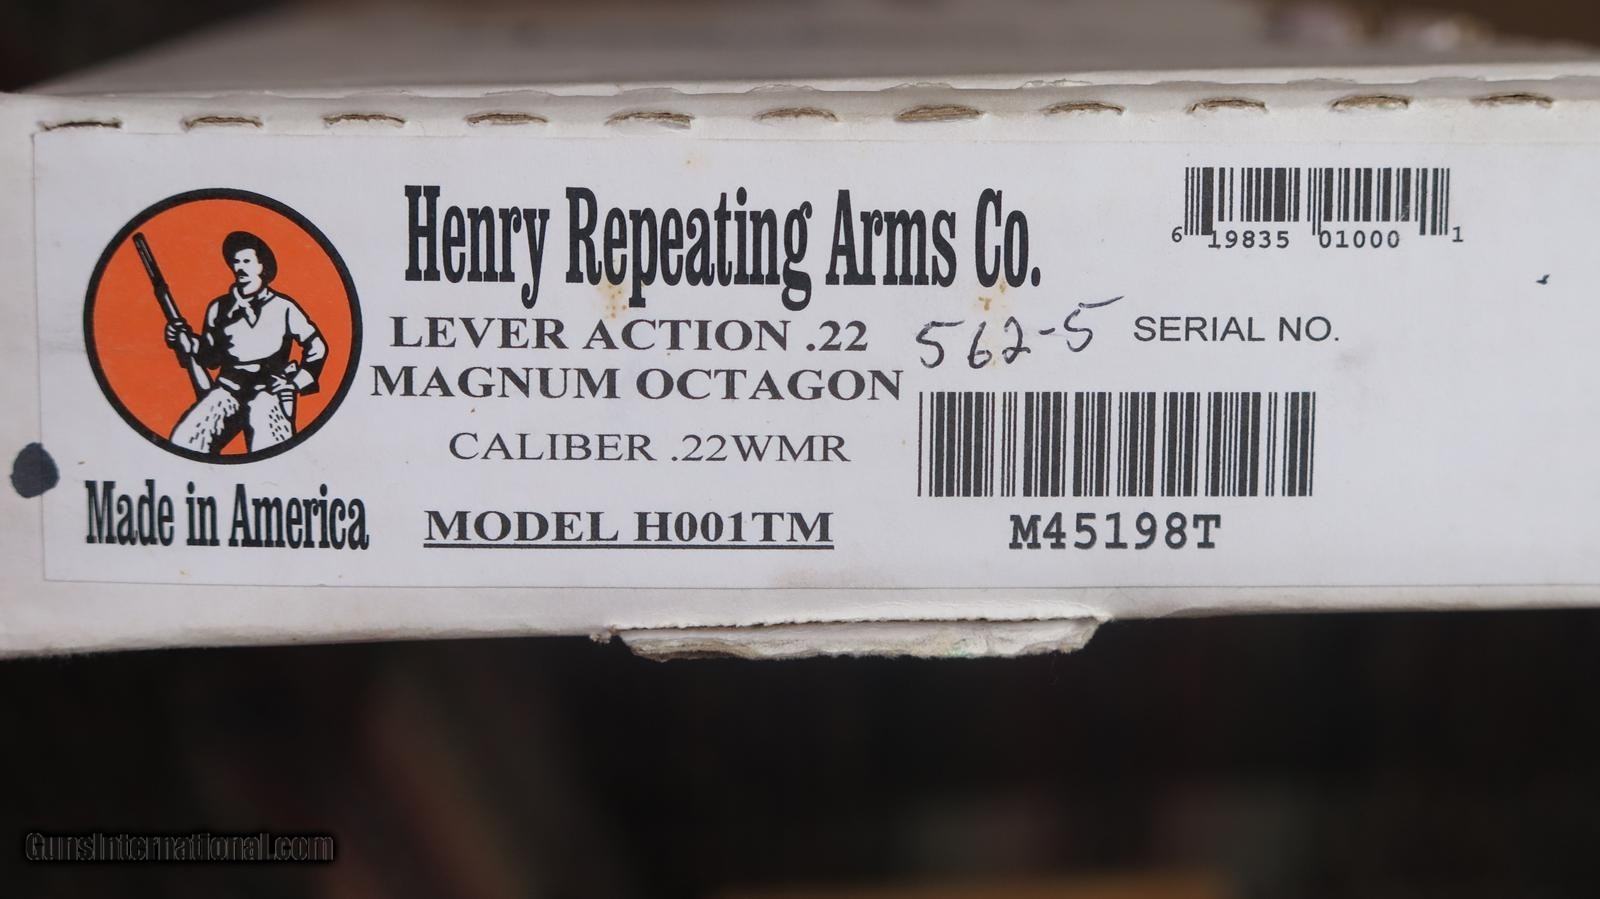 Henry Repeating Arms Co.
6 19835 01000 1
LEVER ACTION .22
562-5 SERIAL NO.
MAGNUM OCTAGON
CALIBER .22WMR
Made in America
MODEL H001TM
M45198T
GunsInternational.com